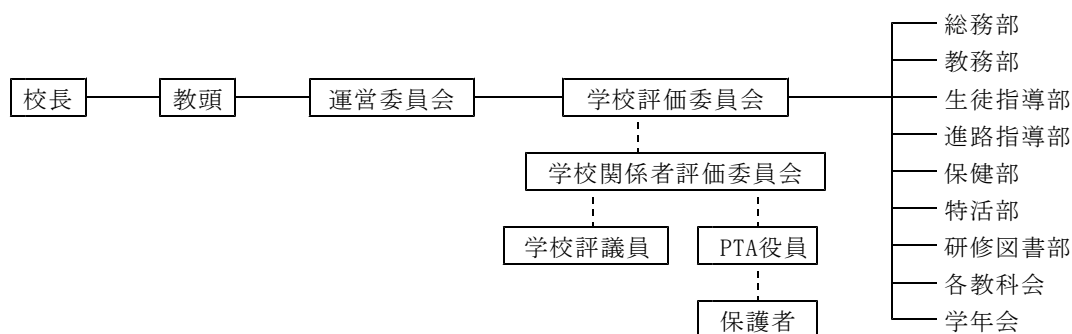 総務部
教務部
校長 教頭 運営委員会 学校評価委員会 生徒指導部
進路指導部
学校関係者評価委員会 保健部
特活部
学校評議員 PTA役員 研修図書部
各教科会
保護者 学年会